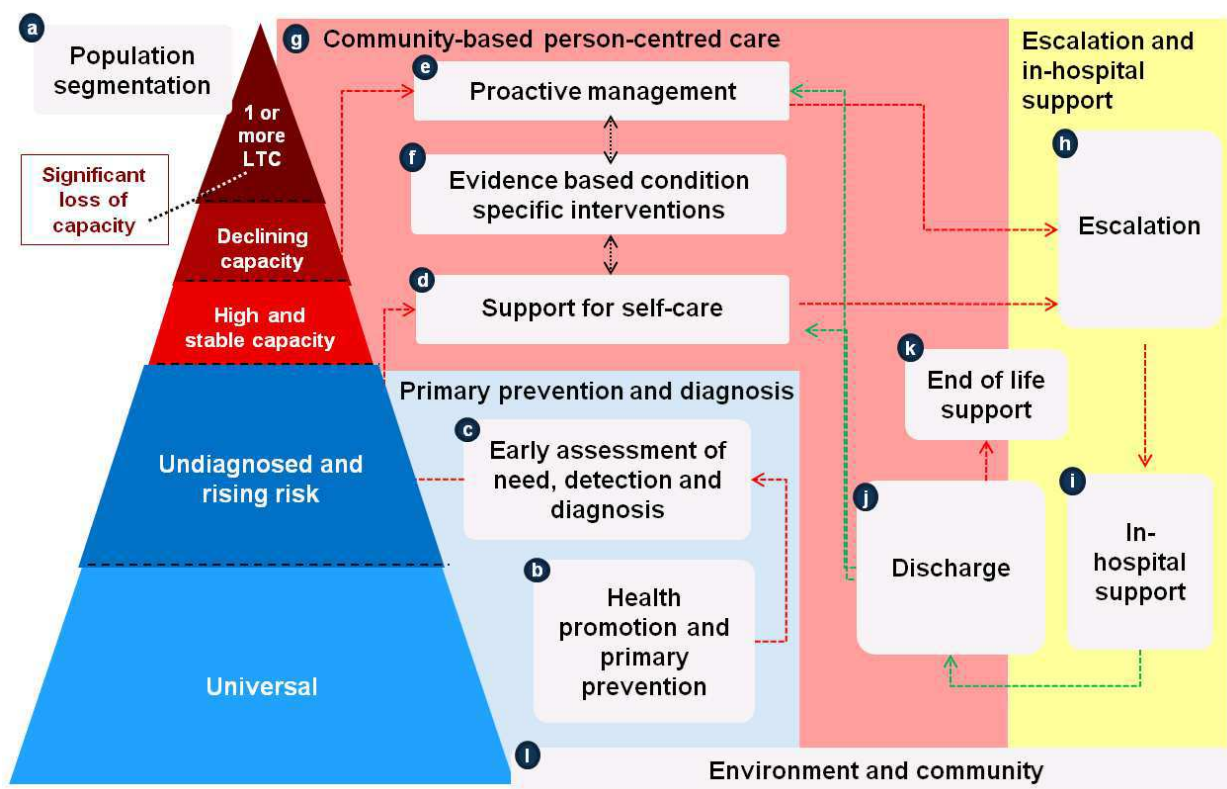 a
Population
segmentation
1 or
more
LTC
Significant
loss of
capacity
Declining
capacity
High and
stable capacity
Undiagnosed and
rising risk
Universal
g
Community-based person-centred care
e
Proactive management
f
Evidence based condition
specific interventions
d
Support for self-care
Primary prevention and diagnosis
c
Early assessment of
need, detection and
diagnosis
b
Health
promotion and
primary
prevention
Escalation and
in-hospital
support
h
Escalation
k
End of life
support
j
Discharge
i
In-
hospital
support
l
Environment and community